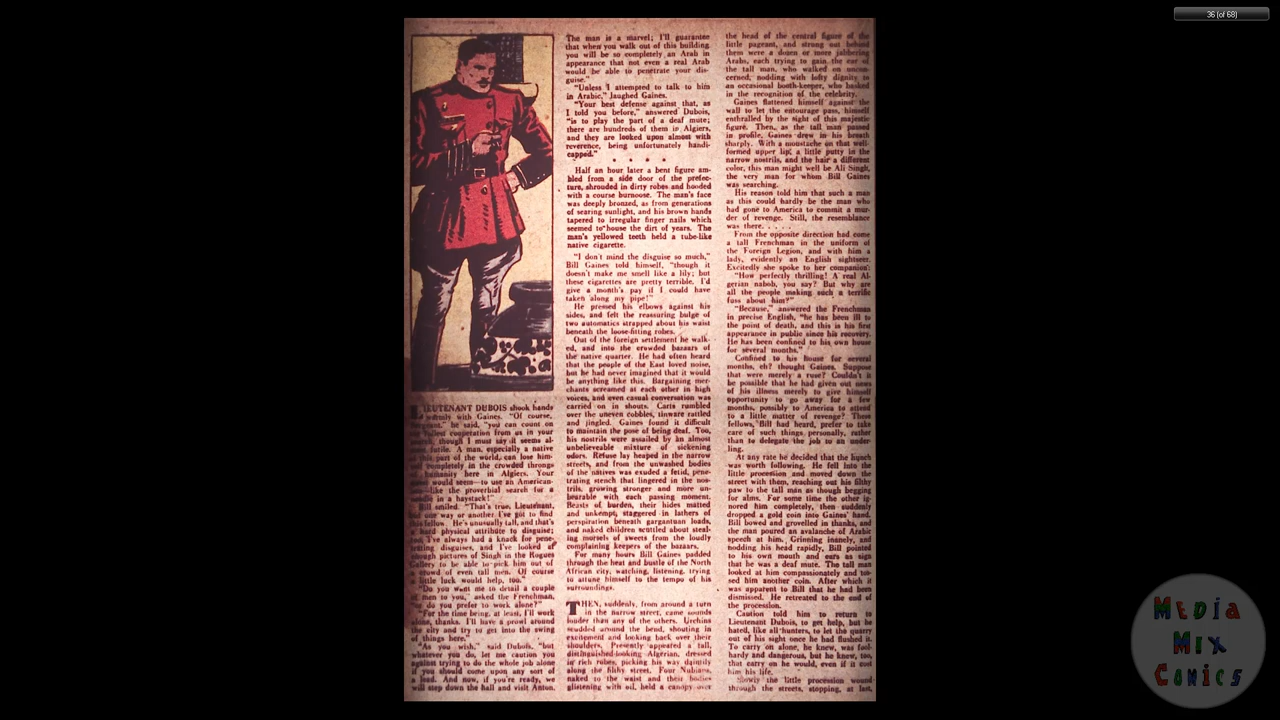 36 (of 68)
LIEUTENANT DUBOIS shook hands
with Gaines. "Of course,
he said, "you can count on
cooperation from us in your
though I must say it seems al-
futile. A man, especially a native
this part of the world, can lose him-
completely in the crowded throngs
humanity here in Algiers. Your
would seem—to use an American-
like the proverbial search for a
in a haystack!"
Bill smiled. "That's true, Lieutenant,
one way or another I've got to find
fellow. He's unusually tall, and that's
hard physical attribute to disguise;
I've always had a knack for pene-
trating disguises, and I've looked at
enough pictures of Singh in the Rogues
Gallery to be able to pick him out of
a crowd of even tall men. Of course
a little luck would help, too."
"Do you want me to detail a couple
of men to you," asked the Frenchman,
"or do you prefer to work alone?"
"For the time being, at least, I'll work
alone, thanks. I'll have a prowl around
the city and try to get into the swing
of things here."
"As you wish," said Dubois, "but
whatever you do, let me caution you
against trying to do the whole job alone
if you should come upon any sort of
a lead. And now, if you're ready, we
will step down the hall and visit Anton.
The man is a marvel; I'll guarantee
that when you walk out of this building
you will be so completely an Arab in
appearance that not even a real Arab
would be able to penetrate your dis-
guise."
"Unless I attempted to talk to him
in Arabic," laughed Gaines.
"Your best defense against that, as
I told you before," answered Dubois,
"is to play the part of a deaf mute;
there are hundreds of them in Algiers,
and they are looked upon almost with
reverence, being unfortunately handi-
capped."
* * * *
Half an hour later a bent figure am-
bled from a side door of the prefec-
ture, shrouded in dirty robes and hooded
with a course burnoose. The man's face
was deeply bronzed, as from generations
of searing sunlight, and his brown hands
tapered to irregular finger nails which
seemed to house the dirt of years. The
man's yellowed teeth held a tube-like
native cigarette.
"I don't mind the disguise so much,"
Bill Gaines told himself, "though it
doesn't make me smell like a lily; but
these cigarettes are pretty terrible. I'd
give a month's pay if I could have
taken along my pipe!"
He pressed his elbows against his
sides, and felt the reassuring bulge of
two automatics strapped about his waist
beneath the loose-fitting robes.
Out of the foreign settlement he walk-
ed, and into the crowded bazaars of
the native quarter. He had often heard
that the people of the East loved noise,
but he had never imagined that it would
be anything like this. Bargaining mer-
chants screamed at each other in high
voices, and even casual conversation was
carried on in shouts. Carts rumbled
over the uneven cobbles, tinware rattled
and jingled. Gaines found it difficult
to maintain the pose of being deaf. Too,
his nostrils were assailed by an almost
unbelieveable mixture of sickening
odors. Refuse lay heaped in the narrow
streets, and from the unwashed bodies
of the natives was exuded a fetid, pene-
trating stench that lingered in the nos-
trils, growing stronger and more un-
bearable with each passing moment.
Beasts of burden, their hides matted
and unkempt, staggered in lathers of
perspiration beneath gargantuan loads,
and naked children scuttled about steal-
ing morsels of sweets from the loudly
complaining keepers of the bazaars.
For many hours Bill Gaines padded
through the heat and bustle of the North
African city, watching, listening, trying
to attune himself to the tempo of his
surroundings.
THEN, suddenly, from around a turn
in the narrow street, came sounds
louder than any of the others. Urchins
scudded around the bend, shouting in
excitement and looking back over their
shoulders. Presently appeared a tall,
distinguished-looking Algerian, dressed
in rich robes, picking his way daintily
along the filthy street. Four Nubians,
naked to the waist and their bodies
glistening with oil, held a canopy over
the head of the central figure of the
little pageant, and strung out behind
them were a dozen or more jabbering
Arabs, each trying to gain the ear of
the tall man, who walked on uncon-
cerned, nodding with lofty dignity to
an occasional booth-keeper, who basked
in the recognition of the celebrity.
Gaines flattened himself against the
wall to let the entourage pass, himself
enthralled by the sight of this majestic
figure. Then, as the tall man passed
in profile, Gaines drew in his breath
sharply. With a moustache on that well-
formed upper lip, a little putty in the
narrow nostrils, and the hair a different
color, this man might well be Ali Singh,
the very man for whom Bill Gaines
was searching.
His reason told him that such a man
as this could hardly be the man who
had gone to America to commit a mur-
der of revenge. Still, the resemblance
was there. . . . .
From the opposite direction had come
a tall Frenchman in the uniform of
the Foreign Legion, and with him a
lady, evidently an English sightseer.
Excitedly she spoke to her companion:
"How perfectly thrilling! A real Al-
gerian nabob, you say? But why are
all the people making such a terrific
fuss about him?"
"Because," answered the Frenchman
in precise English, "he has been ill to
the point of death, and this is his first
appearance in public since his recovery.
He has been confined to his own house
for several months."
Confined to his house for several
months, eh? thought Gaines. Suppose
that were merely a ruse? Couldn't it
be possible that he had given out news
of his illness merely to give himself
opportunity to go away for a few
months, possibly to America to attend
to a little matter of revenge? These
fellows, Bill had heard, prefer to take
care of such things personally, rather
than to delegate the job to an under-
ling.
At any rate he decided that the hunch
was worth following. He fell into the
little procession and moved down the
street with them, reaching out his filthy
paw to the tall man as though begging
for alms. For some time the other ig-
nored him completely, then suddenly
dropped a gold coin into Gaines' hand.
Bill bowed and grovelled in thanks, and
the man poured an avalanche of Arabic
speech at him. Grinning inanely, and
nodding his head rapidly, Bill pointed
to his own mouth and ears as sign
that he was a deaf mute. The tall man
looked at him compassionately and tos-
sed him another coin. After which it
was apparent to Bill that he had been
dismissed. He retreated to the end of
the procession.
Caution told him to return to
Lieutenant Dubois, to get help, but he
hated, like all hunters, to let the quarry
out of his sight once he had flushed it.
To carry on alone, he knew, was fool-
hardy and dangerous, but he knew, too,
that carry on he would, even if it cost
him his life.
Slowly the little procession wound
through the streets, stopping, at last,
MEDIA
MIX
COMICS